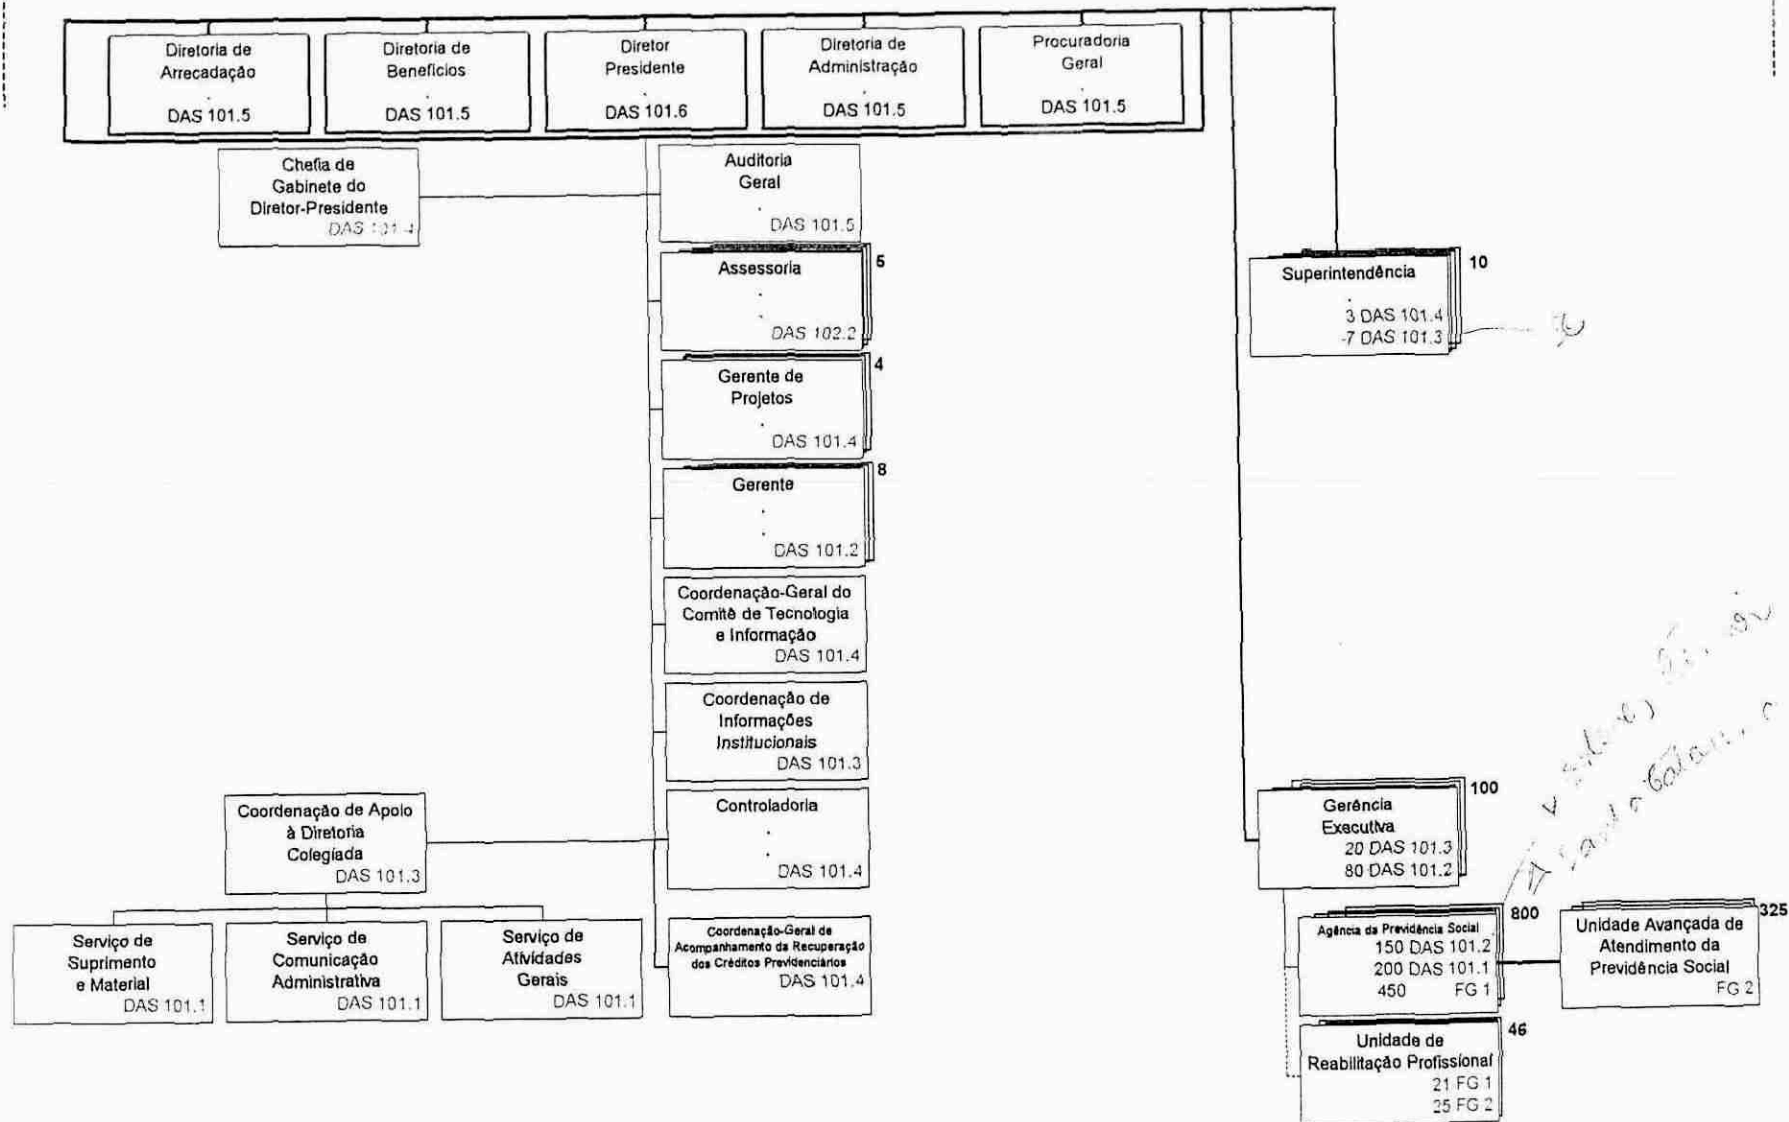 Diretoria de
Arrecadação
.
DAS 101.5
Diretoria de
Benefícios
.
DAS 101.5
Diretor
Presidente
.
DAS 101.6
Diretoria de
Administração
.
DAS 101.5
Procuradoria
Geral
.
DAS 101.5
Chefia de
Gabinete do
Diretor-Presidente
DAS 101.4
Auditoria
Geral
.
DAS 101.5
Assessoria
.
.
DAS 102.2
5
Superintendência
.
3 DAS 101.4
-7 DAS 101.3
10
Gerente de
Projetos
.
DAS 101.4
4
Gerente
.
.
DAS 101.2
8
Coordenação-Geral do
Comitê de Tecnologia
e Informação
DAS 101.4
Coordenação de
Informações
Institucionais
DAS 101.3
Coordenação de Apoio
à Diretoria
Colegiada
DAS 101.3
Controladoria
.
.
DAS 101.4
Gerência
Executiva
20 DAS 101.3
80 DAS 101.2
100
Serviço de
Suprimento
e Material
DAS 101.1
Serviço de
Comunicação
Administrativa
DAS 101.1
Serviço de
Atividades
Gerais
DAS 101.1
Coordenação-Geral de
Acompanhamento da Recuperação
dos Créditos Previdenciários
DAS 101.4
Agência da Previdência Social
150 DAS 101.2
200 DAS 101.1
450 FG 1
800
Unidade Avançada de
Atendimento da
Previdência Social
FG 2
325
Unidade de
Reabilitação Profissional
21 FG 1
25 FG 2
46